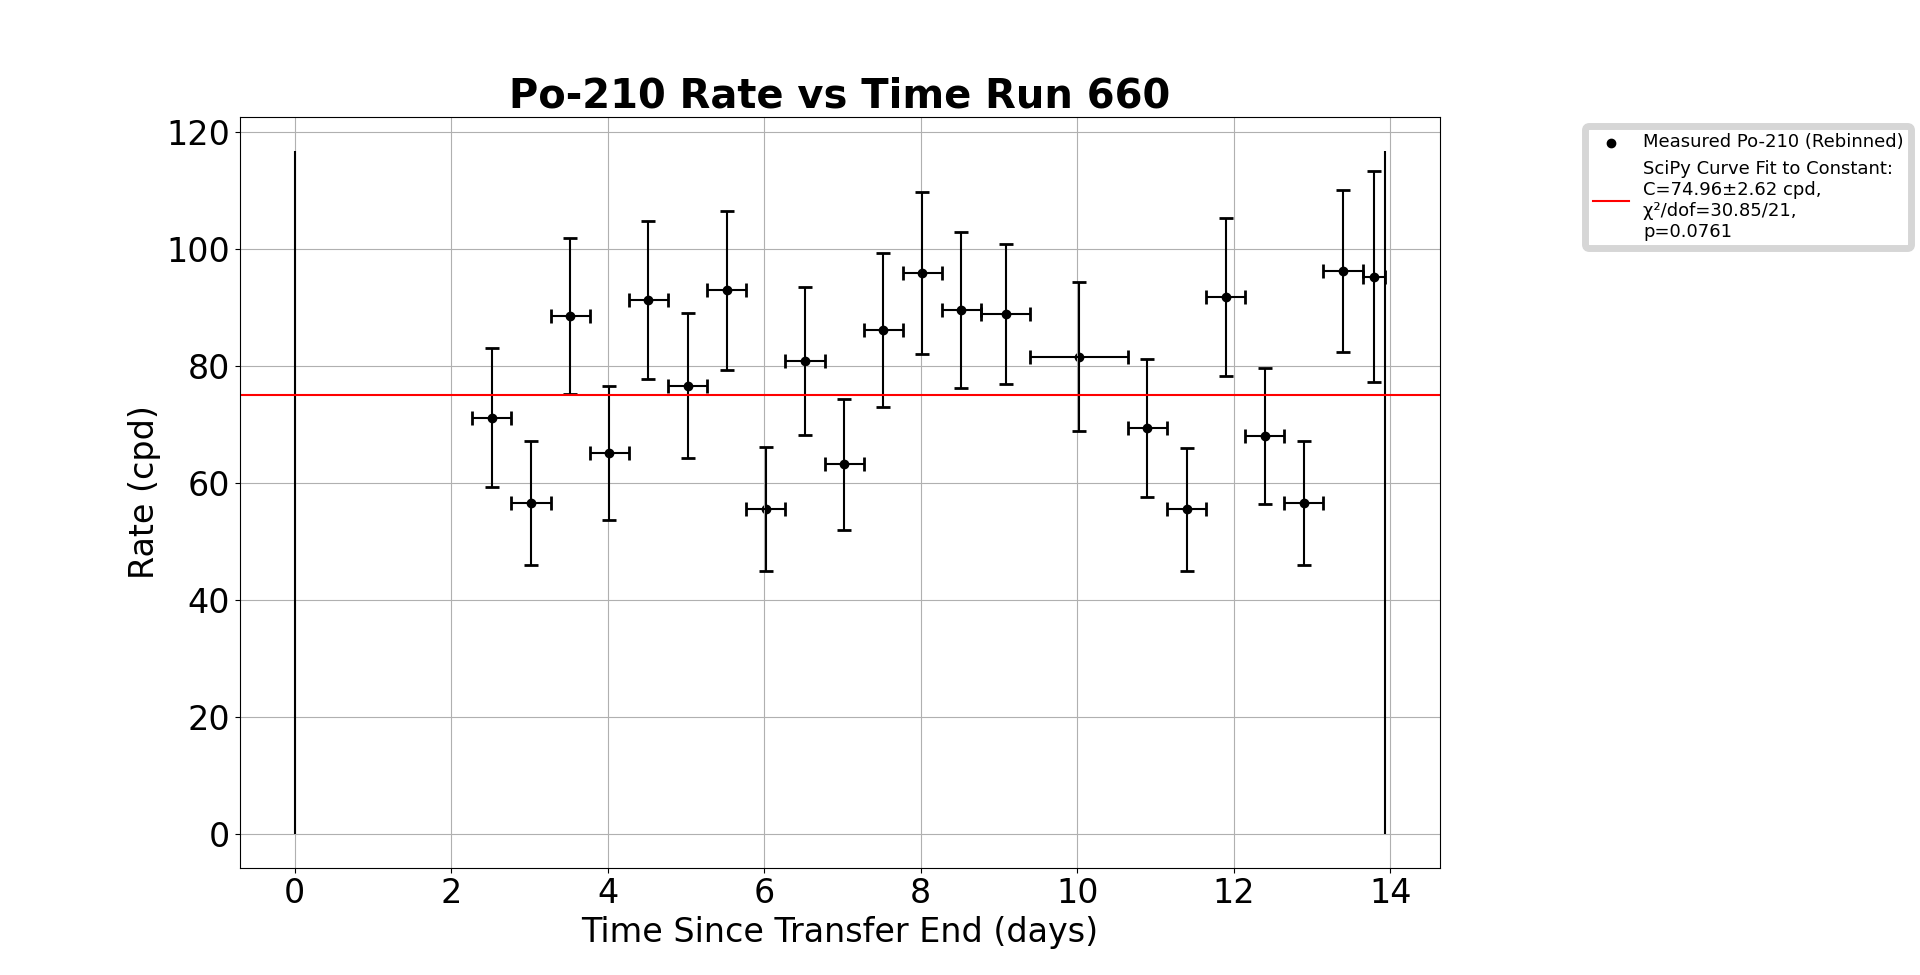 Po-210 Rate vs Time Run 660
120
100
80
60
40
20
0
Rate (cpd)
0 2 4 6 8 10 12 14
Time Since Transfer End (days)
Measured Po-210 (Rebinned)
SciPy Curve Fit to Constant:
C=74.96±2.62 cpd,
χ²/dof=30.85/21,
p=0.0761